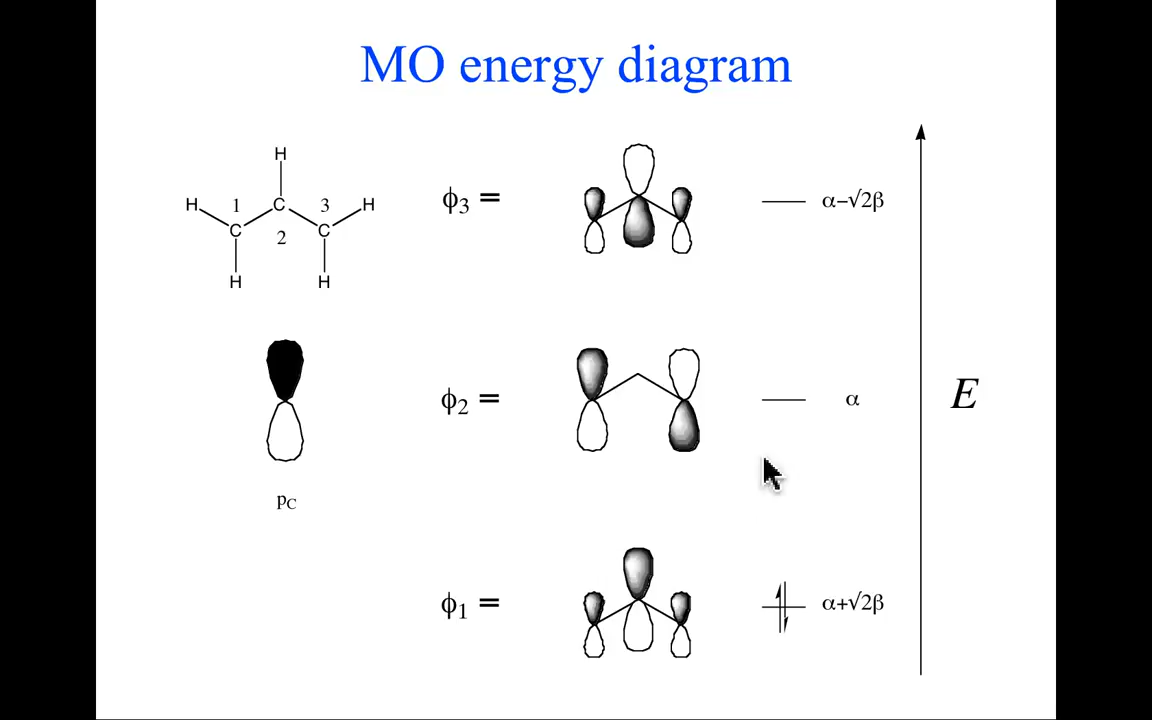 MO energy diagram
H
H 1 C 3 H
C 2 C
H H
ϕ3 =
α−√2β
pC
ϕ2 =
α
E
ϕ1 =
α+√2β